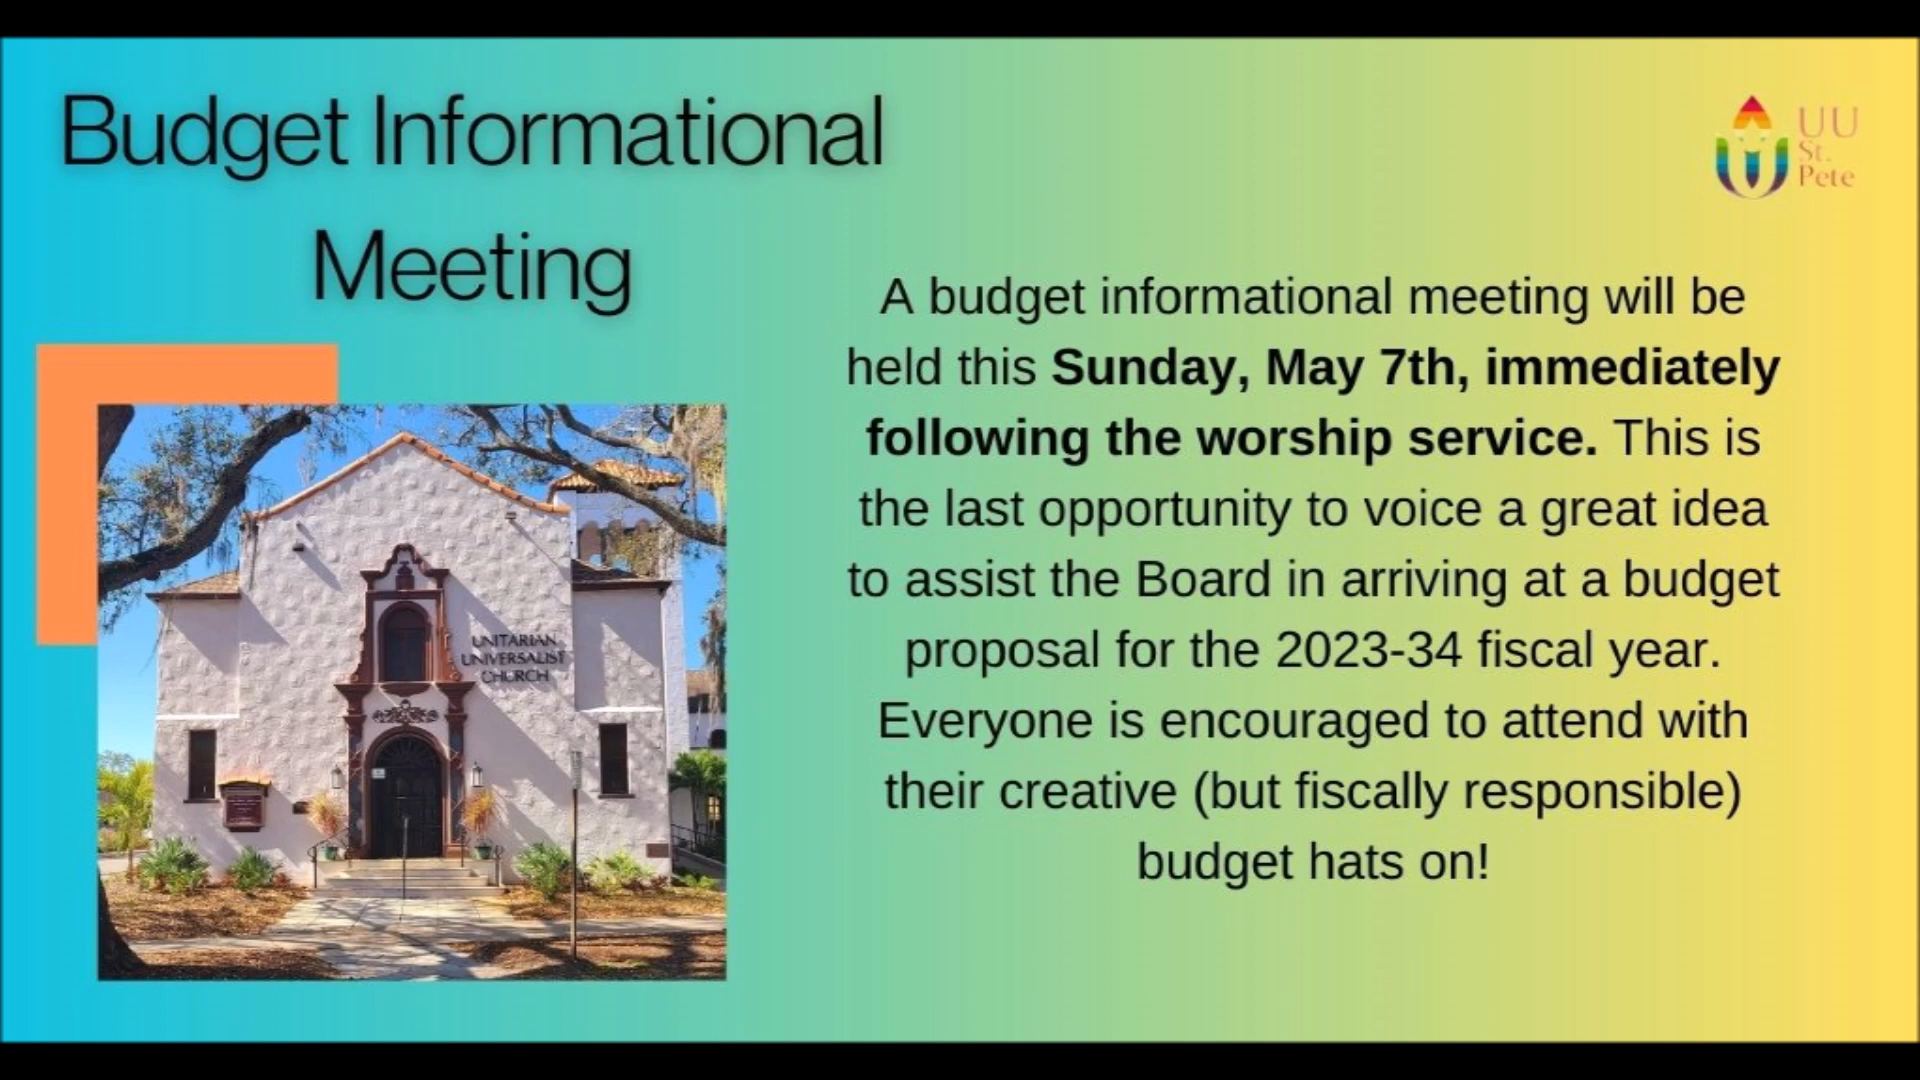 Budget Informational
Meeting
UU
St.
Pete
A budget informational meeting will be
held this Sunday, May 7th, immediately
following the worship service. This is
the last opportunity to voice a great idea
to assist the Board in arriving at a budget
proposal for the 2023-34 fiscal year.
Everyone is encouraged to attend with
their creative (but fiscally responsible)
budget hats on!
UNITARIAN
UNIVERSALIST
CHURCH